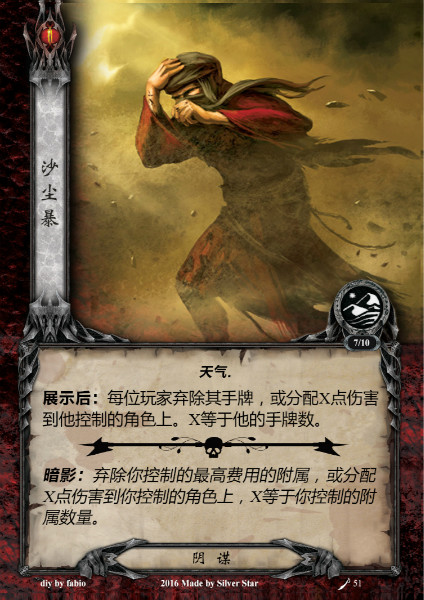 沙尘暴
7/10
天气.
展示后：每位玩家弃除其手牌，或分配X点伤害
到他控制的角色上。X等于他的手牌数。
暗影：弃除你控制的最高费用的附属，或分配
X点伤害到你控制的角色上，X等于你控制的附
属数量。
阴谋
diy by fabio 2016 Made by Silver Star 51